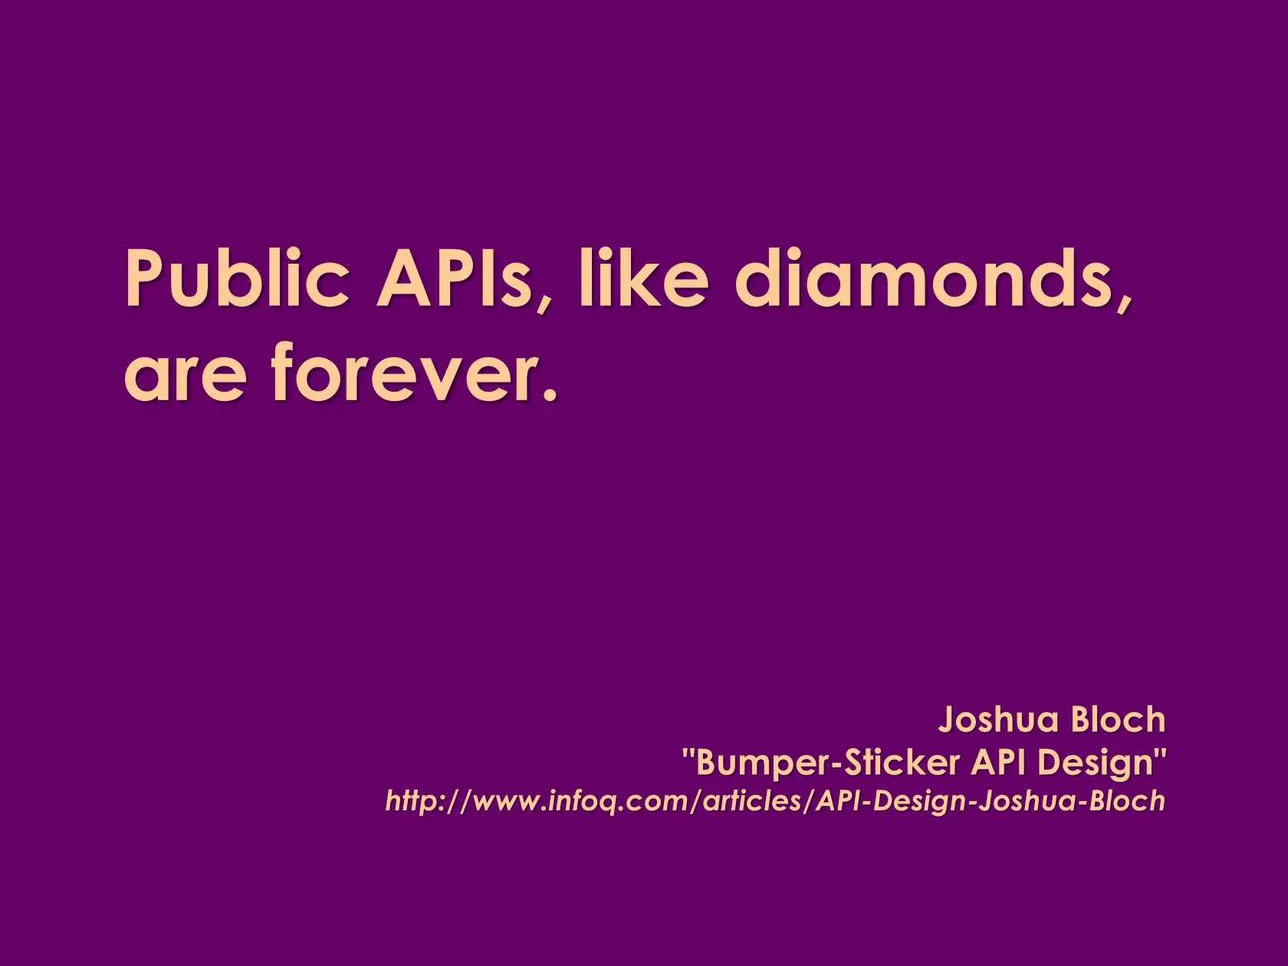 Public APIs, like diamonds,
are forever.
Joshua Bloch
"Bumper-Sticker API Design"
http://www.infoq.com/articles/API-Design-Joshua-Bloch